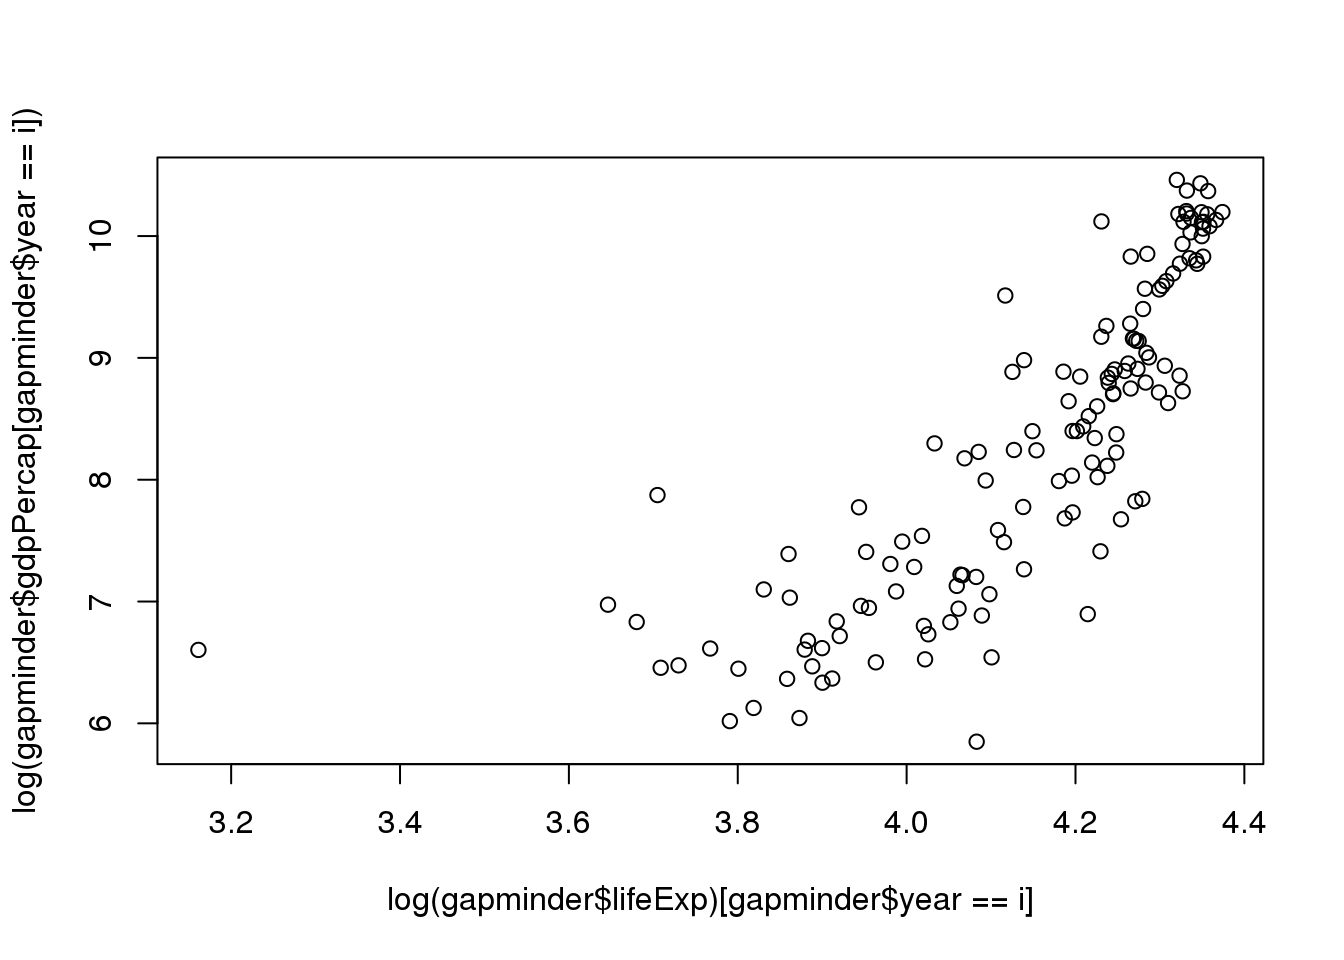 log(gapminder$gdpPercap[gapminder$year == i])
10
9
8
7
6
3.2 3.4 3.6 3.8 4.0 4.2 4.4
log(gapminder$lifeExp)[gapminder$year == i]